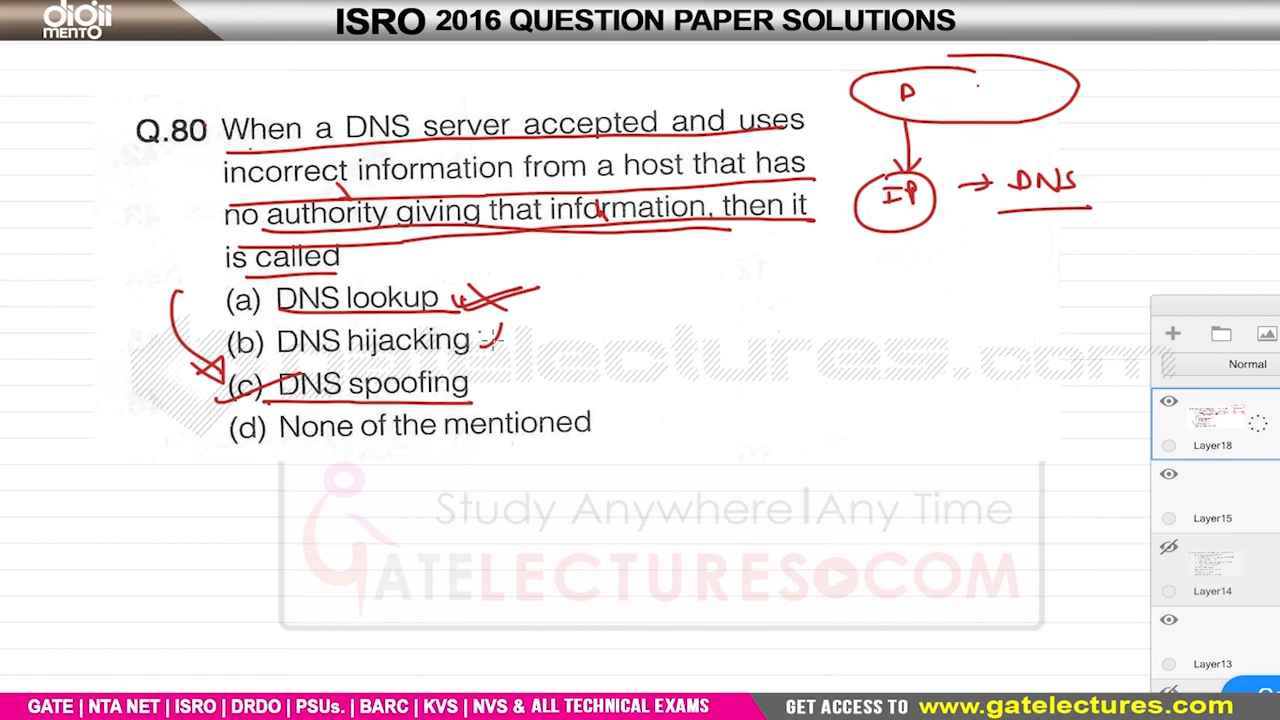 digiimento
ISRO 2016 QUESTION PAPER SOLUTIONS
Q.80 When a DNS server accepted and uses
incorrect information from a host that has
no authority giving that information, then it
is called
(a) DNS lookup
(b) DNS hijacking
(c) DNS spoofing
(d) None of the mentioned
D
IP → DNS
gatelectures.com
Study Anywhere | Any Time
GATELECTURES.COM
Normal
Layer18
Layer15
Layer14
Layer13
GATE | NTA NET | ISRO | DRDO | PSUs. | BARC | KVS | NVS & ALL TECHNICAL EXAMS
GET ACCESS TO www.gatelectures.com